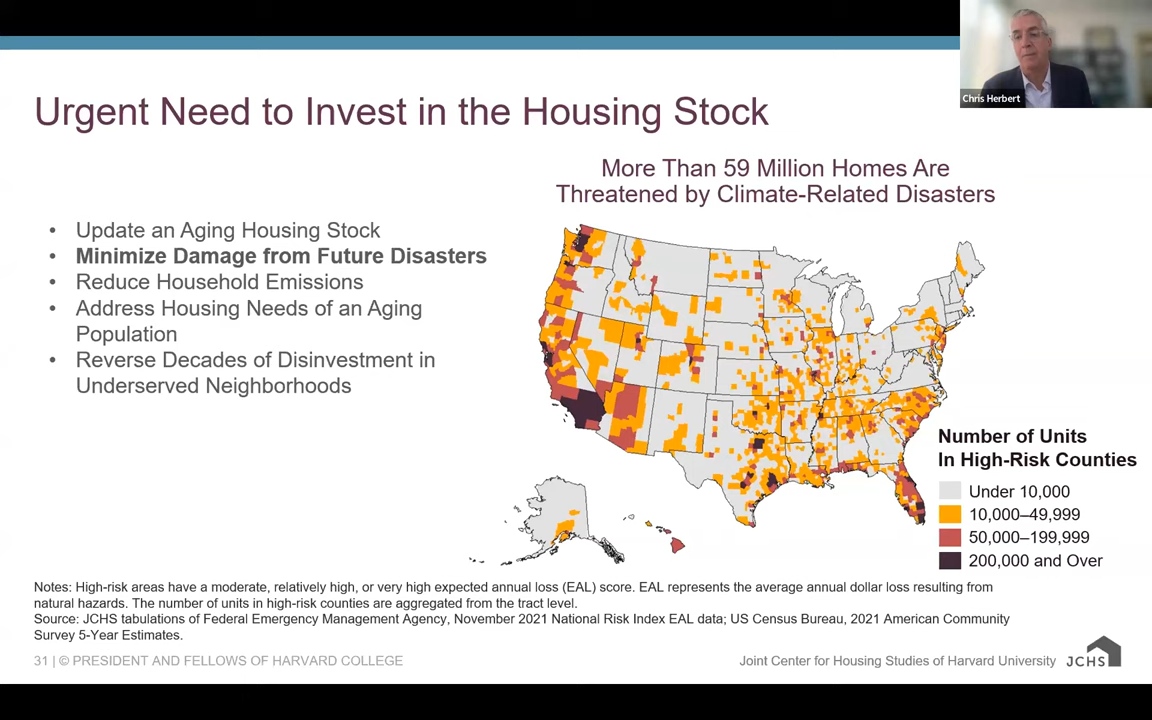 Chris Herbert
Urgent Need to Invest in the Housing Stock
More Than 59 Million Homes Are
Threatened by Climate-Related Disasters
• Update an Aging Housing Stock
• Minimize Damage from Future Disasters
• Reduce Household Emissions
• Address Housing Needs of an Aging
Population
• Reverse Decades of Disinvestment in
Underserved Neighborhoods
Number of Units
In High-Risk Counties
Under 10,000
10,000–49,999
50,000–199,999
200,000 and Over
Notes: High-risk areas have a moderate, relatively high, or very high expected annual loss (EAL) score. EAL represents the average annual dollar loss resulting from
natural hazards. The number of units in high-risk counties are aggregated from the tract level.
Source: JCHS tabulations of Federal Emergency Management Agency, November 2021 National Risk Index EAL data; US Census Bureau, 2021 American Community
Survey 5-Year Estimates.
31 | © PRESIDENT AND FELLOWS OF HARVARD COLLEGE
Joint Center for Housing Studies of Harvard University
JCHS